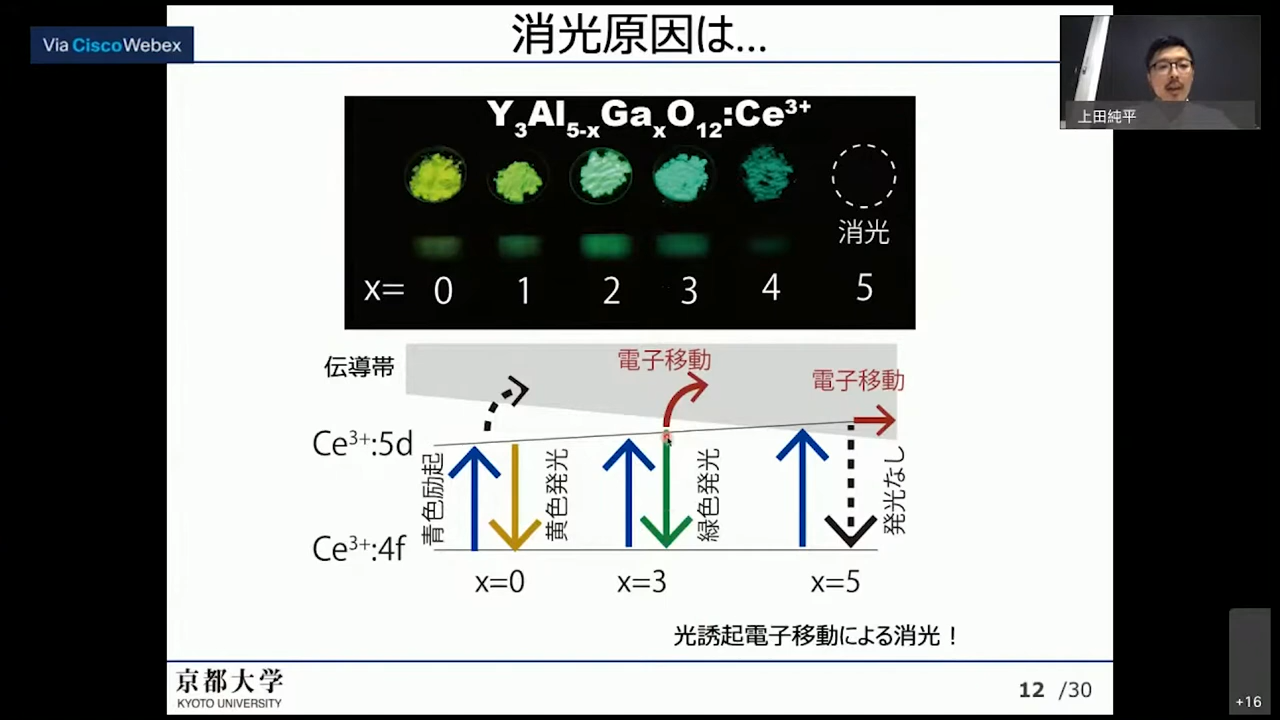 Via CiscoWebex
消光原因は...
上田純平
Y₃Al₅₋ₓGaₓO₁₂:Ce³⁺
消光
x= 0 1 2 3 4 5
伝導帯
電子移動
電子移動
Ce³⁺:5d
青色励起
黄色発光
緑色発光
発光なし
Ce³⁺:4f
x=0 x=3 x=5
光誘起電子移動による消光！
京都大学
KYOTO UNIVERSITY
12 /30
+16